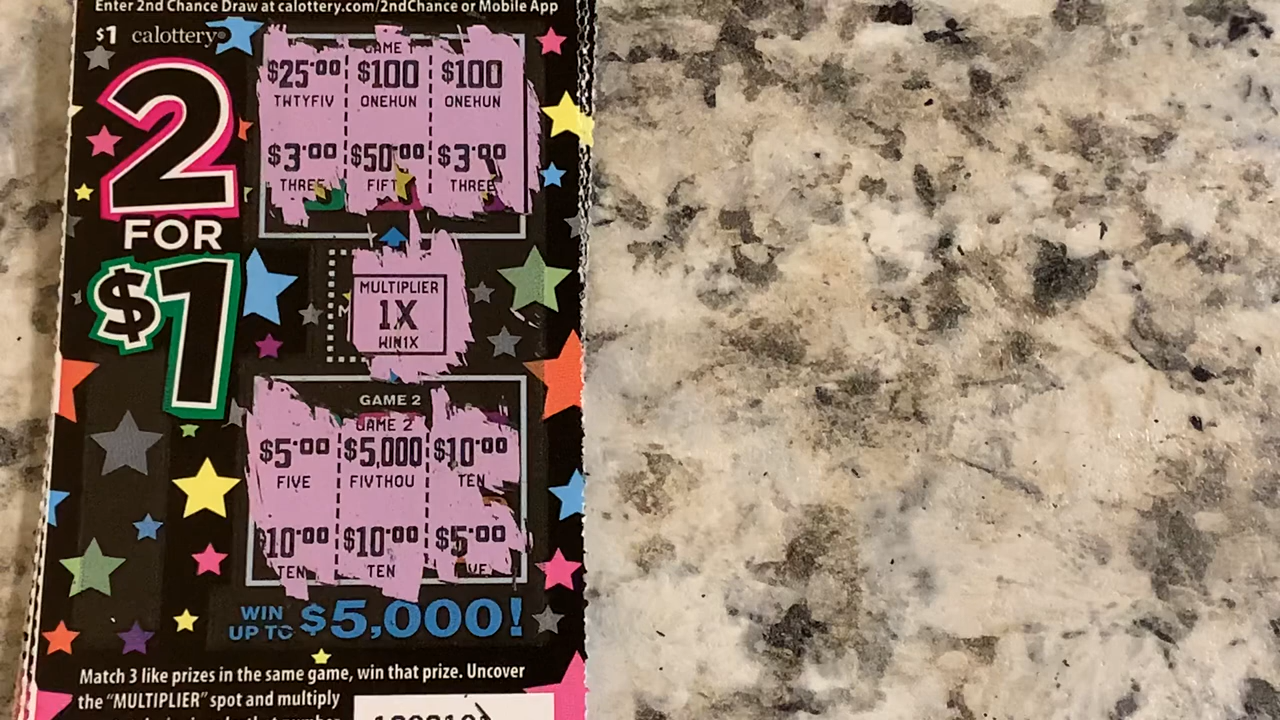 Enter 2nd Chance Draw at calottery.com/2ndChance or Mobile App
$1 calottery
2
FOR
$1
GAME 1
$25.00 $100 $100
TWTYFIV ONEHUN ONEHUN
$3.00 $50.00 $3.00
THREE FIFT THREE
MULTIPLIER
1X
WIN1X
GAME 2
GAME 2
$5.00 $5,000 $10.00
FIVE FIVTHOU TEN
$10.00 $10.00 $5.00
TEN TEN
WIN
UP TO $5,000!
Match 3 like prizes in the same game, win that prize. Uncover
the "MULTIPLIER" spot and multiply